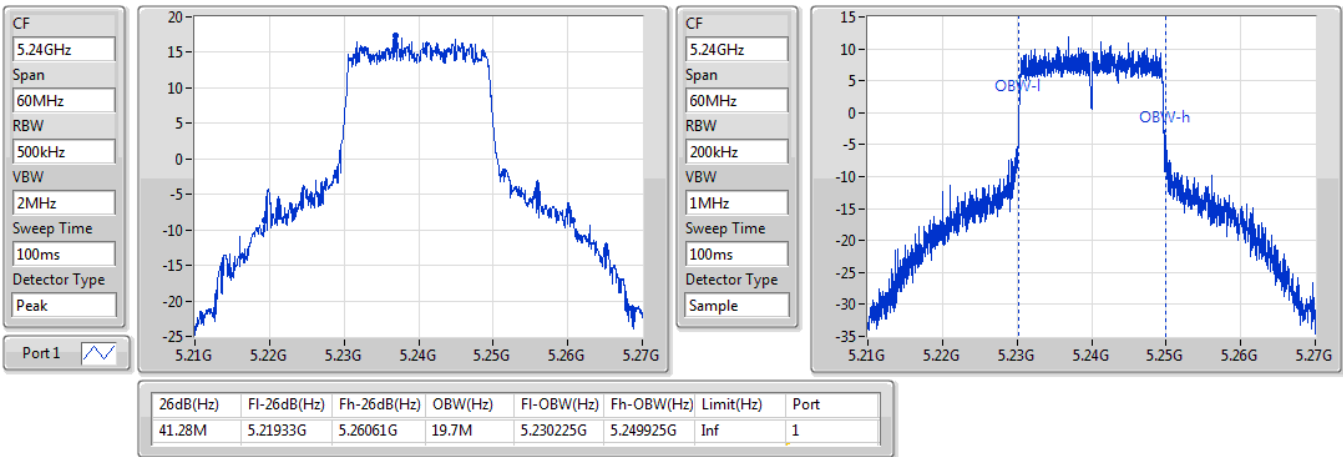 CF
5.24GHz
Span
60MHz
RBW
500kHz
VBW
2MHz
Sweep Time
100ms
Detector Type
Peak
Port 1
20
15
10
5
0
-5
-10
-15
-20
-25
5.21G 5.22G 5.23G 5.24G 5.25G 5.26G 5.27G
CF
5.24GHz
Span
60MHz
RBW
200kHz
VBW
1MHz
Sweep Time
100ms
Detector Type
Sample
15
10
5
0
-5
-10
-15
-20
-25
-30
-35
OBW-l
OBW-h
5.21G 5.22G 5.23G 5.24G 5.25G 5.26G 5.27G
26dB(Hz) Fl-26dB(Hz) Fh-26dB(Hz) OBW(Hz) Fl-OBW(Hz) Fh-OBW(Hz) Limit(Hz) Port
41.28M 5.21933G 5.26061G 19.7M 5.230225G 5.249925G Inf 1